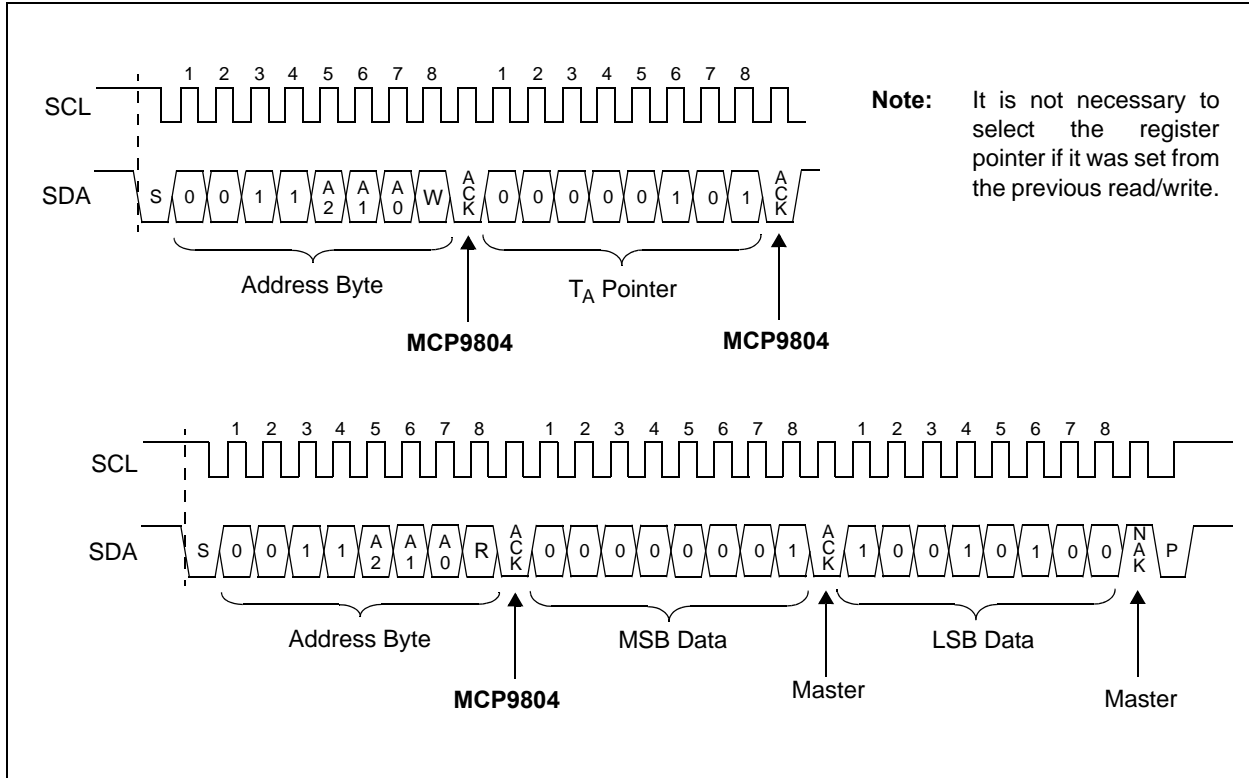 1 2 3 4 5 6 7 8 1 2 3 4 5 6 7 8
SCL
SDA S 0 0 1 1 A2 A1 A0 W ACK 0 0 0 0 0 1 0 1 ACK
Address Byte TA Pointer
MCP9804 MCP9804
Note: It is not necessary to
select the register
pointer if it was set from
the previous read/write.
1 2 3 4 5 6 7 8 1 2 3 4 5 6 7 8 1 2 3 4 5 6 7 8
SCL
SDA S 0 0 1 1 A2 A1 A0 R ACK 0 0 0 0 0 0 0 1 ACK 1 0 0 1 0 1 0 0 NAK P
Address Byte MSB Data LSB Data
MCP9804 Master Master